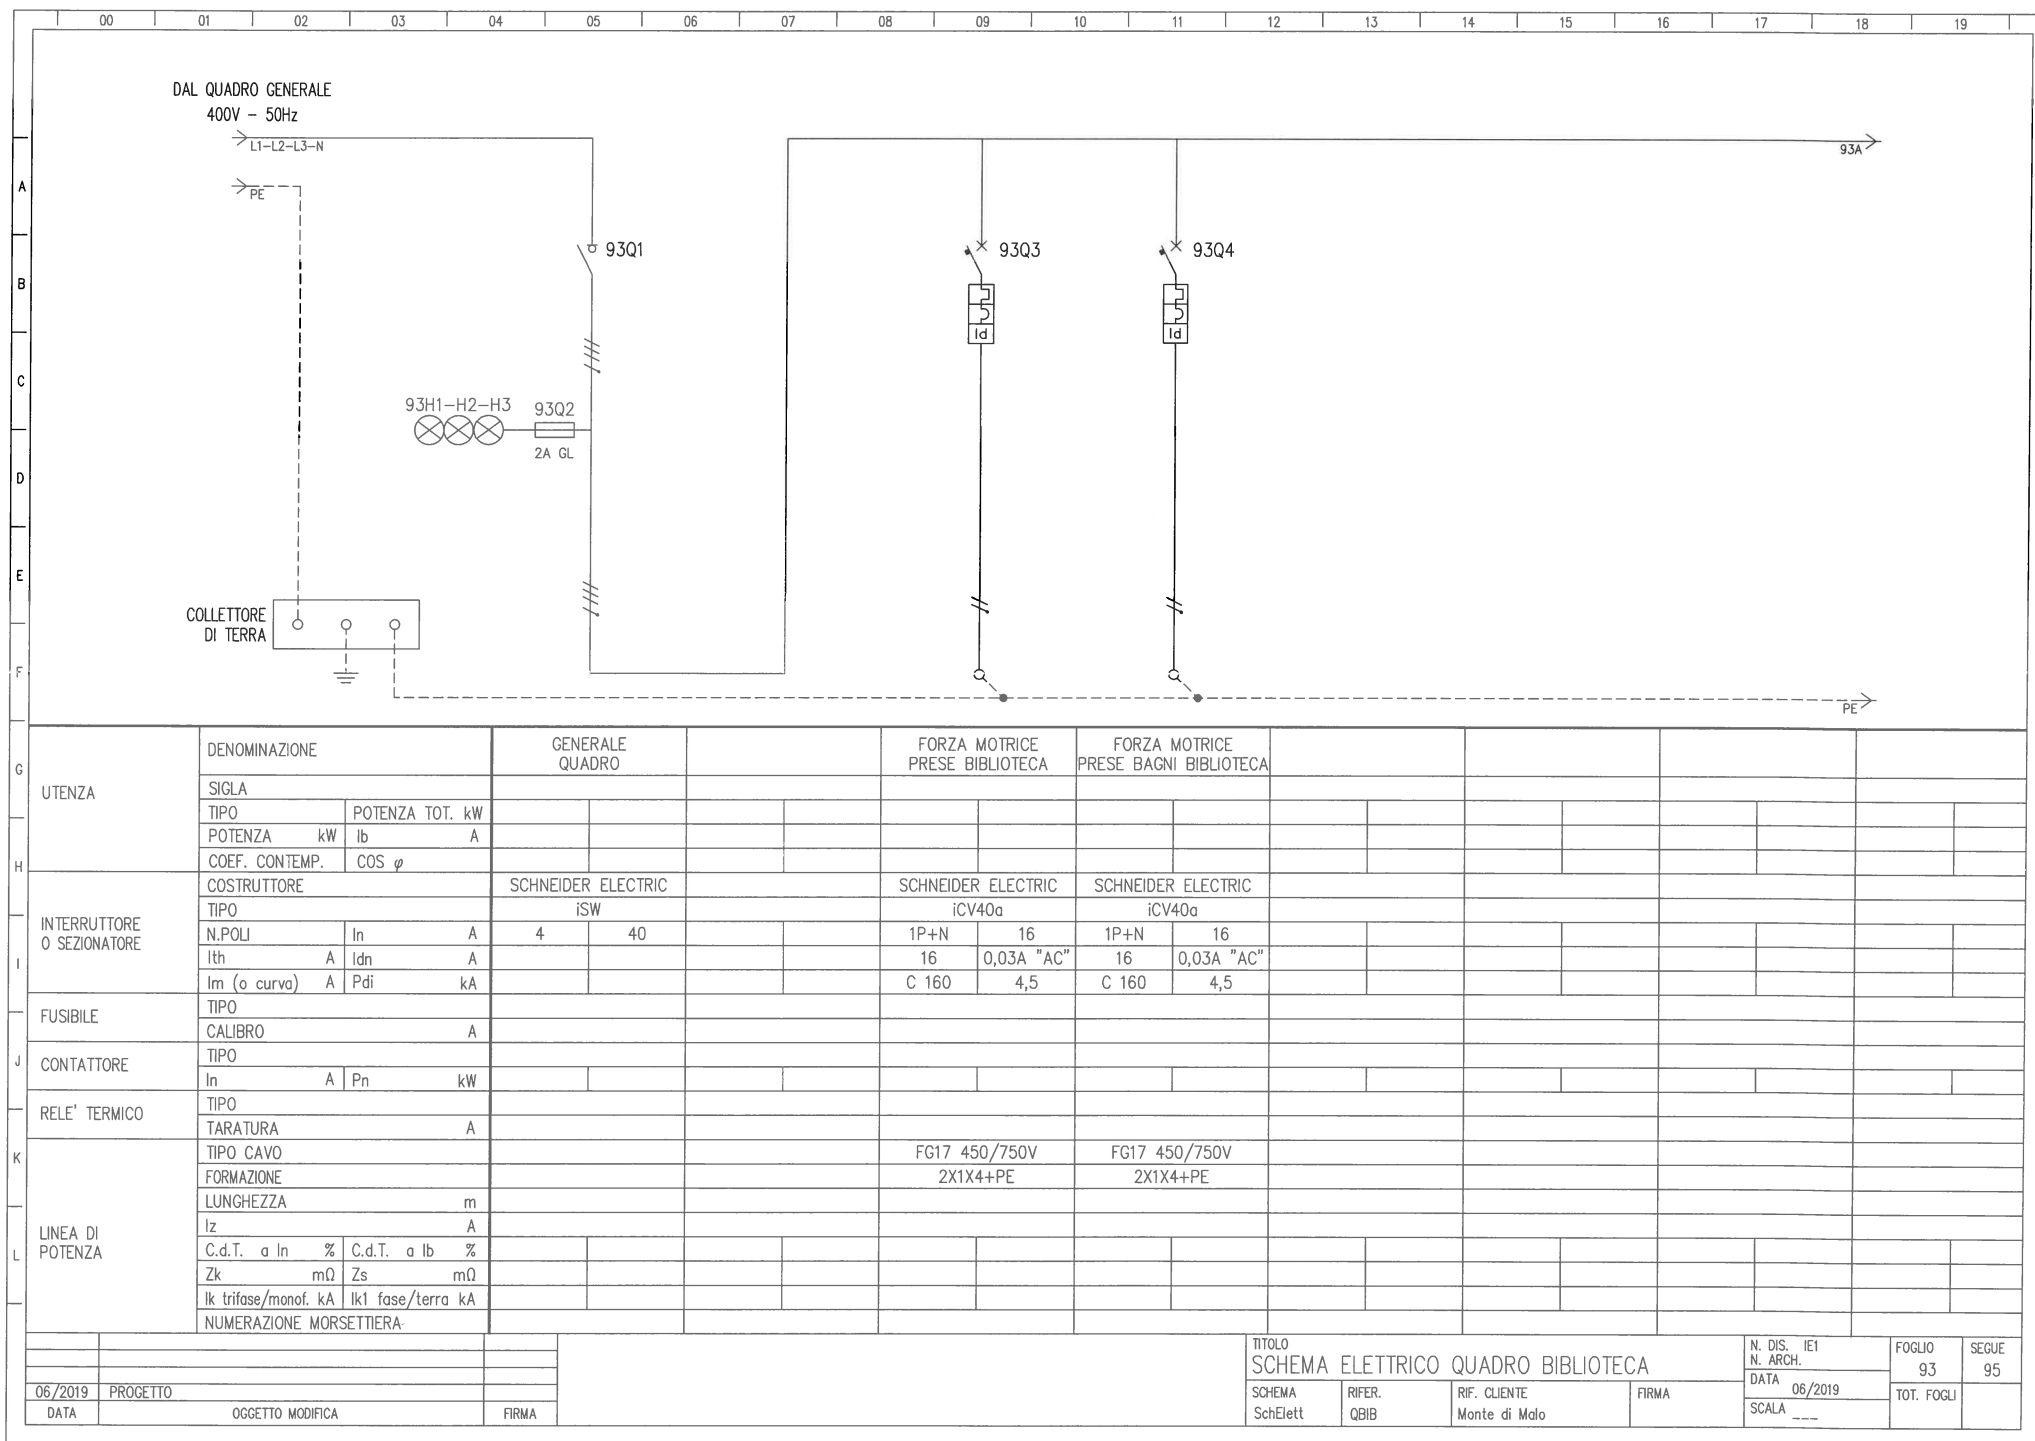 00 01 02 03 04 05 06 07 08 09 10 11 12 13 14 15 16 17 18 19
DAL QUADRO GENERALE
400V - 50Hz
L1-L2-L3-N
93A
A
PE
B
93Q1
93Q3
93Q4
Id
Id
C
93H1-H2-H3
93Q2
2A GL
D
E
COLLETTORE
DI TERRA
F
PE
G
UTENZA
DENOMINAZIONE
GENERALE
QUADRO
FORZA MOTRICE
PRESE BIBLIOTECA
FORZA MOTRICE
PRESE BAGNI BIBLIOTECA
SIGLA
TIPO POTENZA TOT. kW
POTENZA kW Ib A
H
COEF. CONTEMP. COS φ
INTERRUTTORE
O SEZIONATORE
COSTRUTTORE SCHNEIDER ELECTRIC SCHNEIDER ELECTRIC SCHNEIDER ELECTRIC
TIPO iSW iCV40a iCV40a
N.POLI In A 4 40 1P+N 16 1P+N 16
I
Ith A Idn A 16 0,03A "AC" 16 0,03A "AC"
Im (o curva) A Pdi kA C 160 4,5 C 160 4,5
FUSIBILE
TIPO
CALIBRO A
J
CONTATTORE
TIPO
In A Pn kW
RELE' TERMICO
TIPO
TARATURA A
K
LINEA DI
POTENZA
TIPO CAVO FG17 450/750V FG17 450/750V
FORMAZIONE 2X1X4+PE 2X1X4+PE
LUNGHEZZA m
Iz A
L
C.d.T. a In % C.d.T. a Ib %
Zk mΩ Zs mΩ
Ik trifase/monof. kA Ik1 fase/terra kA
NUMERAZIONE MORSETTIERA
06/2019 PROGETTO
DATA OGGETTO MODIFICA FIRMA
TITOLO
SCHEMA ELETTRICO QUADRO BIBLIOTECA
SCHEMA RIFER. RIF. CLIENTE FIRMA
SchElett QBIB Monte di Malo
N. DIS. IE1
N. ARCH.
DATA
06/2019
SCALA ---
FOGLIO SEGUE
93 95
TOT. FOGLI